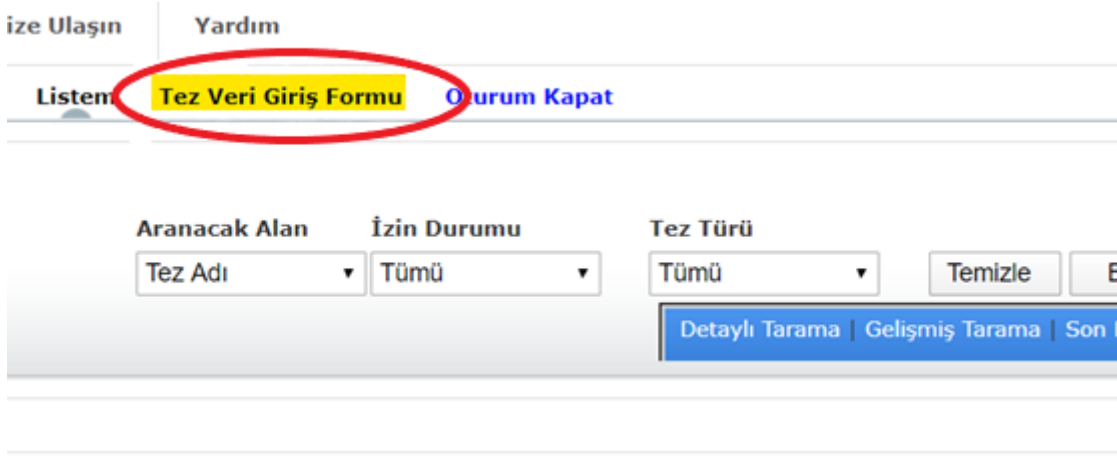 ize Ulaşın Yardım
Listem Tez Veri Giriş Formu Oturum Kapat
Aranacak Alan İzin Durumu Tez Türü
Tez Adı Tümü Tümü Temizle
Detaylı Tarama | Gelişmiş Tarama | Son